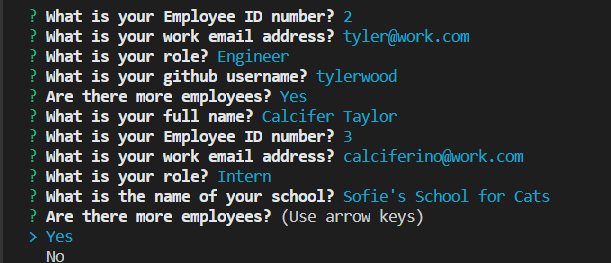 ? What is your Employee ID number? 2
? What is your work email address? tyler@work.com
? What is your role? Engineer
? What is your github username? tylerwood
? Are there more employees? Yes
? What is your full name? Calcifer Taylor
? What is your Employee ID number? 3
? What is your work email address? calciferino@work.com
? What is your role? Intern
? What is the name of your school? Sofie's School for Cats
? Are there more employees? (Use arrow keys)
> Yes
No